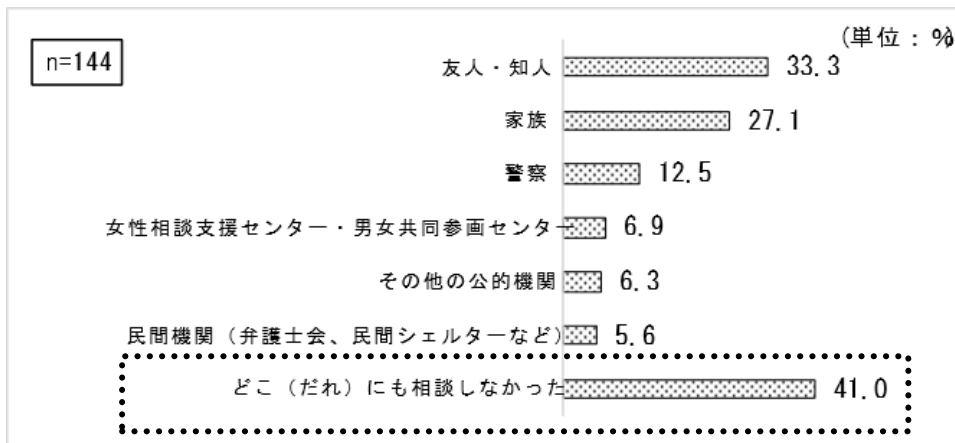 (単位：%)
n=144
友人・知人 33.3
家族 27.1
警察 12.5
女性相談支援センター・男女共同参画センター 6.9
その他の公的機関 6.3
民間機関（弁護士会、民間シェルターなど） 5.6
どこ（だれ）にも相談しなかった 41.0